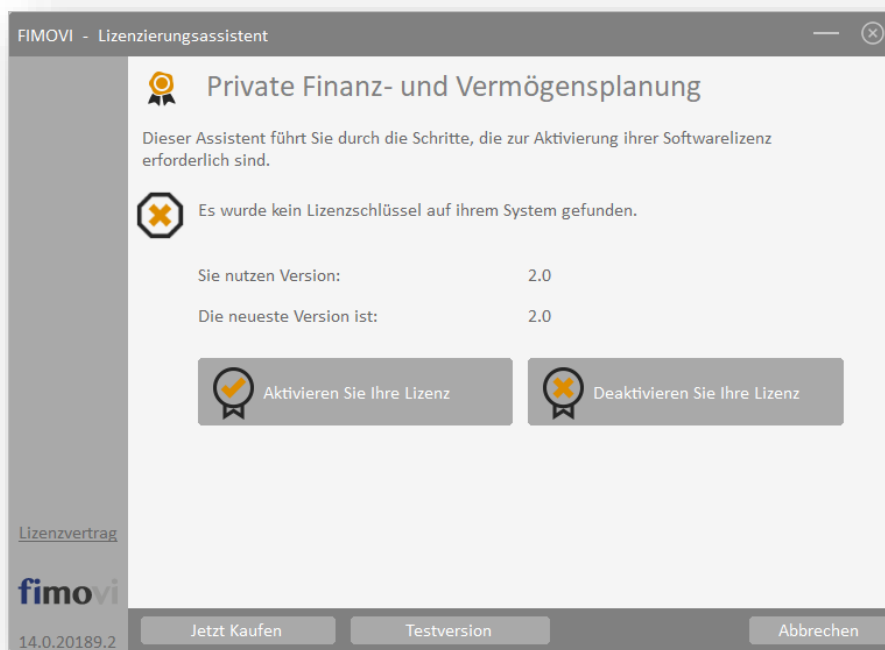 FIMOVI - Lizenzierungsassistent
Private Finanz- und Vermögensplanung
Dieser Assistent führt Sie durch die Schritte, die zur Aktivierung ihrer Softwarelizenz
erforderlich sind.
Es wurde kein Lizenzschlüssel auf ihrem System gefunden.
Sie nutzen Version: 2.0
Die neueste Version ist: 2.0
Aktivieren Sie Ihre Lizenz
Deaktivieren Sie Ihre Lizenz
Lizenzvertrag
fimovi
14.0.20189.2
Jetzt Kaufen
Testversion
Abbrechen